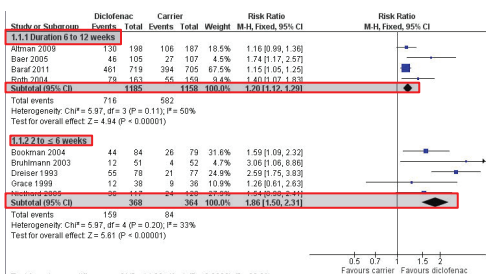 Diclofenac Carrier Risk Ratio Risk Ratio
Study or Subgroup Events Total Events Total Weight M-H, Fixed, 95% CI M-H, Fixed, 95% CI
1.1.1 Duration 6 to 12 weeks
Altman 2009 130 198 106 187 18.5% 1.16 [0.99, 1.36]
Baer 2005 46 105 27 107 4.5% 1.74 [1.17, 2.57]
Baraf 2011 461 719 394 705 1.15 [1.05, 1.25]
Roth 2004 79 163 55 159 1.40 [1.07, 1.83]
Subtotal (95% CI) 1185 1158 100.0% 1.20 [1.12, 1.29]
Total events 716 582
Heterogeneity: Chi² = 5.97, df = 3 (P = 0.11); I² = 50%
Test for overall effect: Z = 4.94 (P < 0.00001)
1.1.2 2 to ≤ 6 weeks
Bookman 2004 44 84 26 79 31.6% 1.59 [1.09, 2.32]
Bruhlmann 2003 12 51 4 52 4.7% 3.06 [1.06, 8.86]
Dreiser 1993 55 78 21 77 2.59 [1.75, 3.83]
Grace 1999 12 38 9 36 1.26 [0.61, 2.63]
Subtotal (95% CI) 368 364 100.0% 1.86 [1.50, 2.31]
Total events 159 84
Heterogeneity: Chi² = 5.97, df = 4 (P = 0.20); I² = 33%
Test for overall effect: Z = 5.61 (P < 0.00001)
0.5 0.7 1 1.5 2
Favours carrier Favours diclofenac